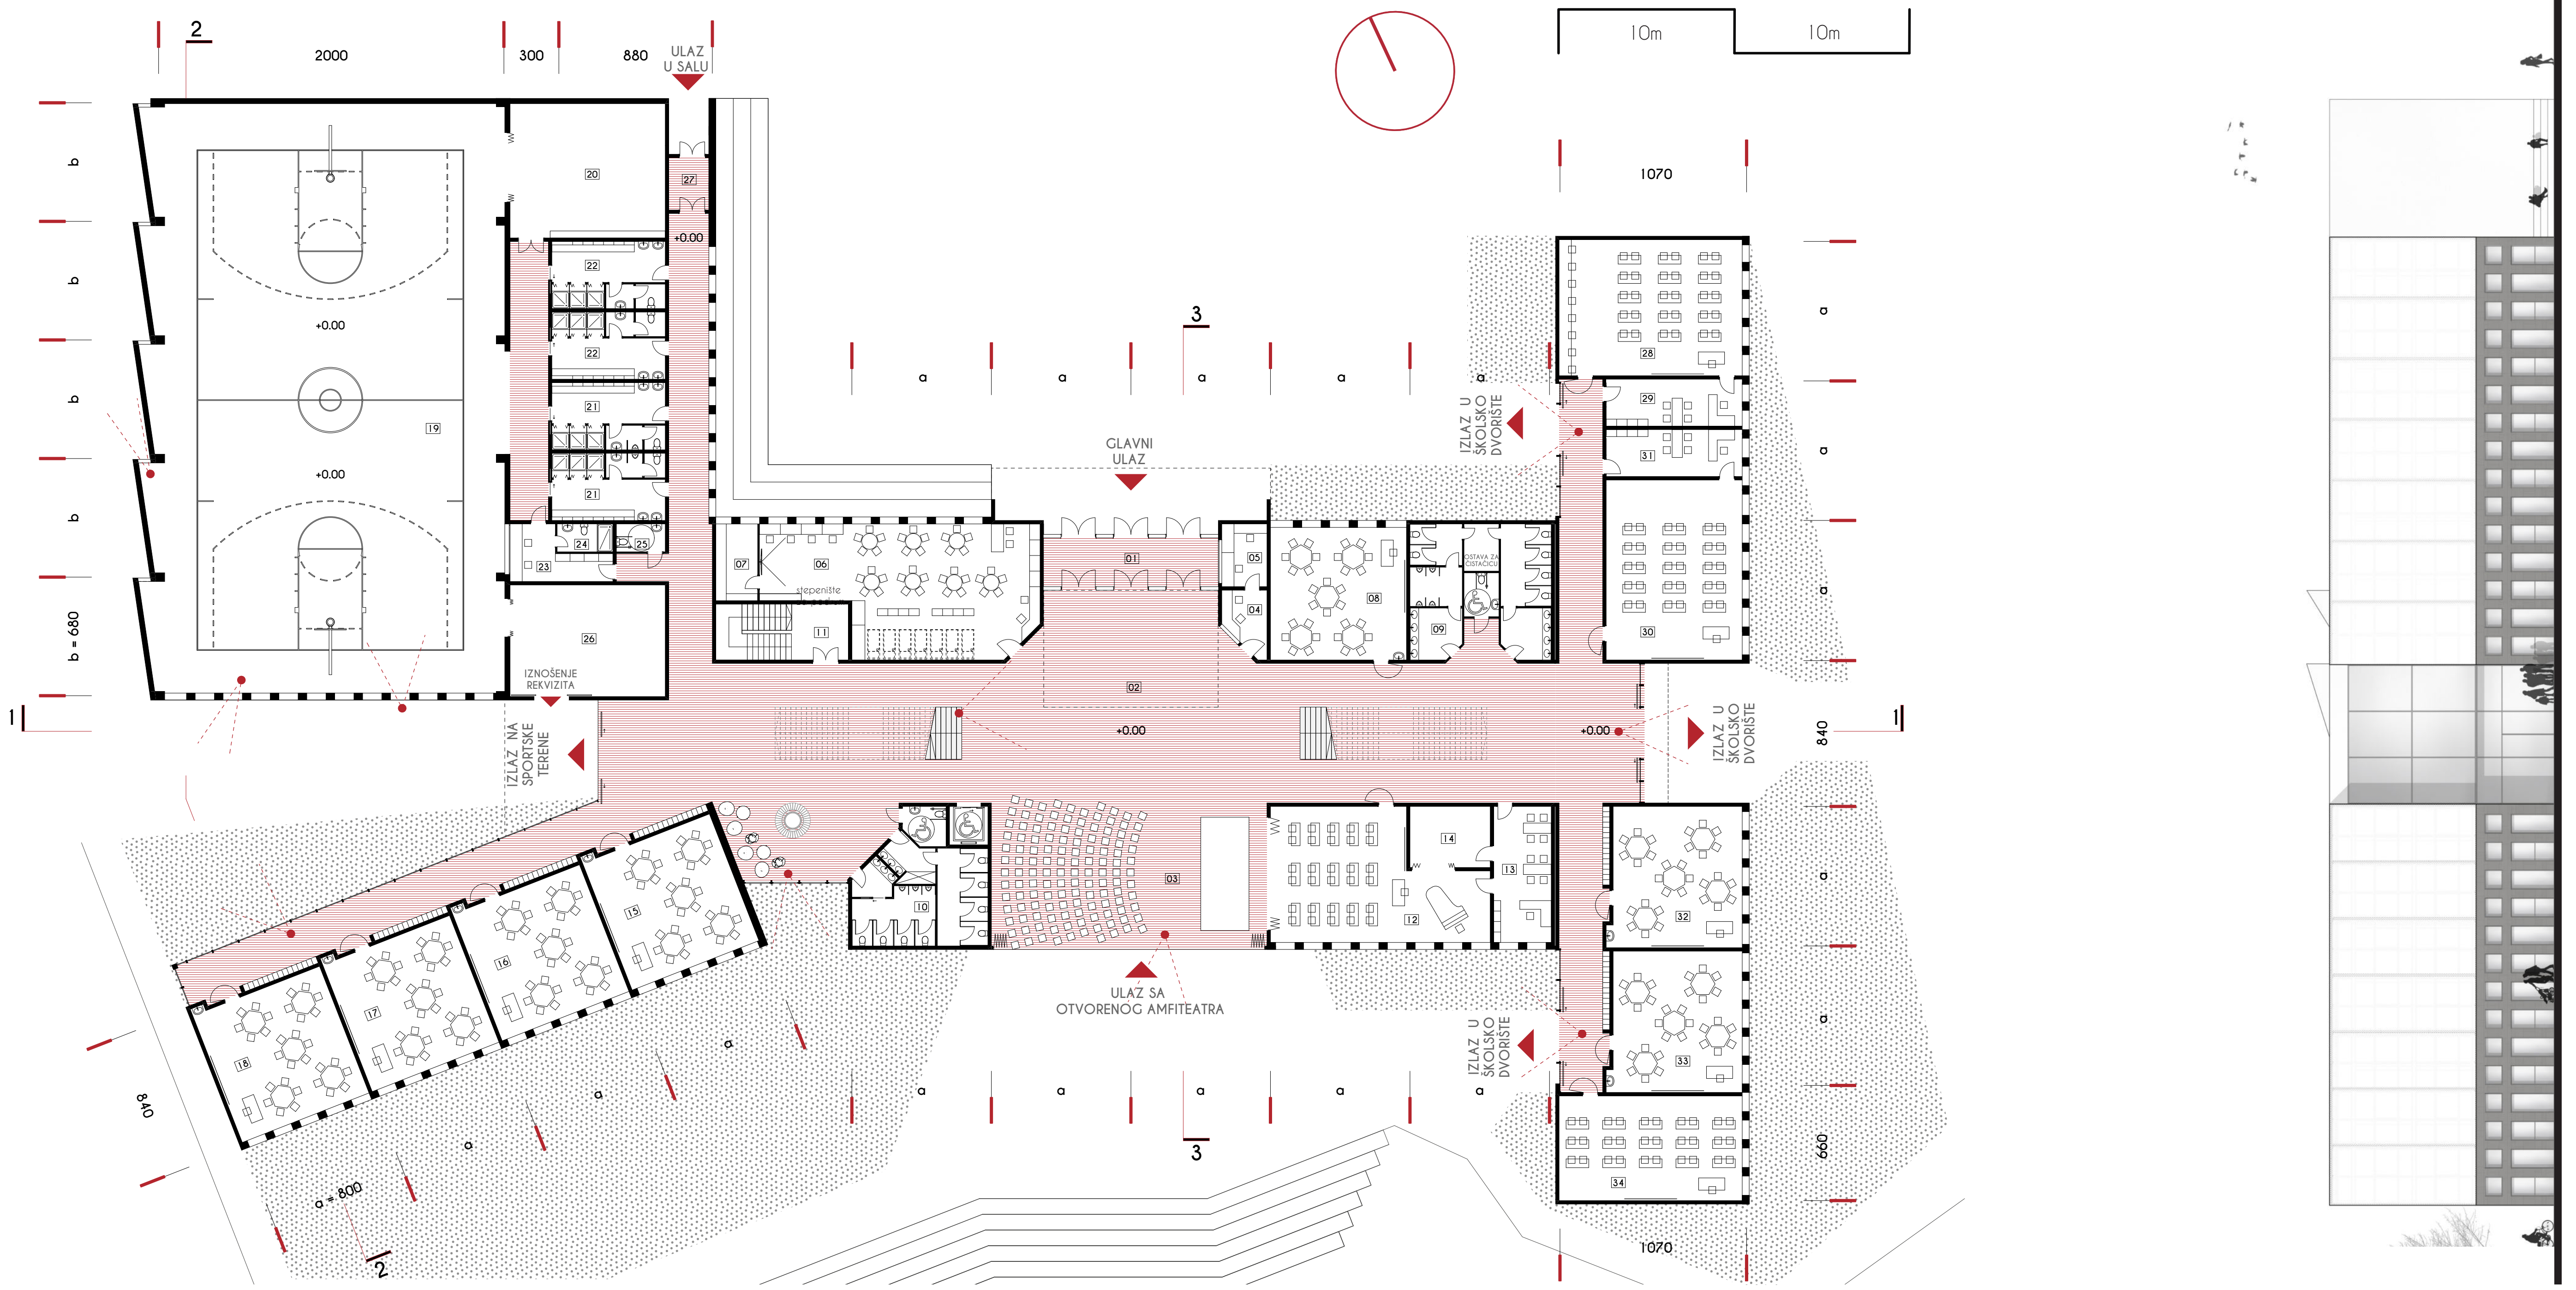 2
2000
300
880
ULAZ
U SALU
10m
10m
b
b
b
b
b = 680
20
27
+0.00
22
22
21
21
+0.00
19
+0.00
24
25
23
26
IZNOŠENJE
REKVIZITA
1070
3
a
a
a
a
a
GLAVNI
ULAZ
IZLAZ U
ŠKOLSKO
DVORIŠTE
28
29
31
30
a
a
a
07
06
stepenište
11
01
05
04
08
OSTAVA ZA
ČISTAČICU
09
02
+0.00
+0.00
1
1
IZLAZ NA
SPORTSKE
TERENE
IZLAZ U
ŠKOLSKO
DVORIŠTE
840
10
03
12
14
13
15
16
17
18
32
33
34
a
a
660
ULAZ SA
OTVORENOG AMFITEATRA
IZLAZ U
ŠKOLSKO
DVORIŠTE
a
a
a
a
a
840
a
a
a
a = 800
2
3
1070